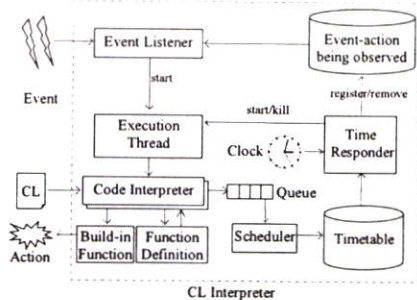 Event Listener
Event-action
being observed
start
Event
register/remove
start/kill
Execution
Thread
Clock
Time
Responder
CL
Code Interpreter
Queue
Action
Build-in
Function
Function
Definition
Scheduler
Timetable
CL Interpreter